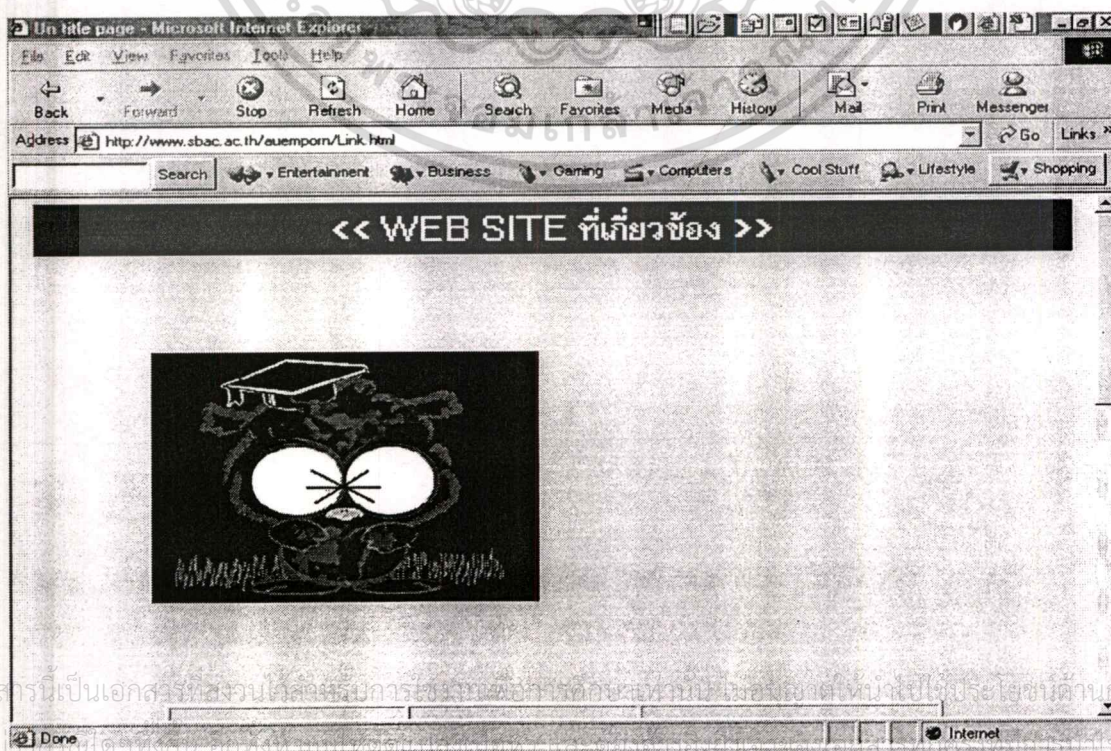 Un title page - Microsoft Internet Explorer
File Edit View Favorites Tools Help
Back Forward Stop Refresh Home Search Favorites Media History Mail Print Messenger
Address http://www.sbac.ac.th/auemporn/Link.html Go Links »
Search Entertainment Business Gaming Computers Cool Stuff Lifestyle Shopping
<< WEB SITE ที่เกี่ยวข้อง >>
Done Internet